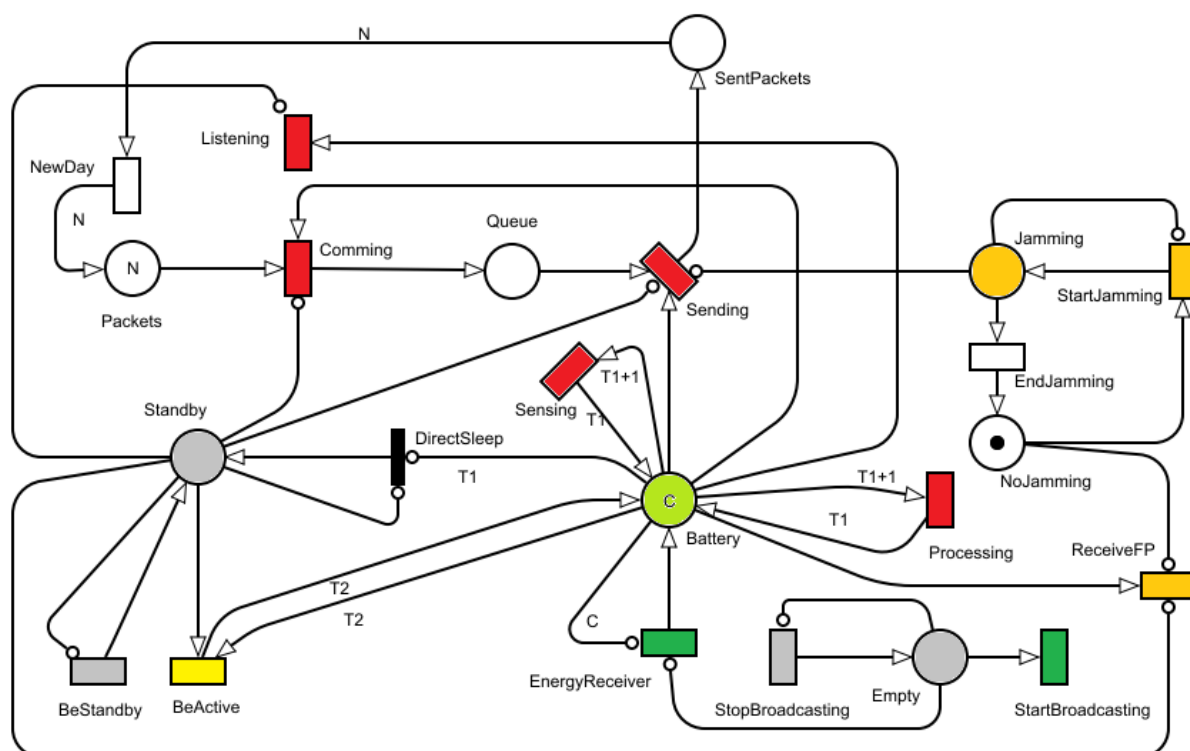 N
SentPackets
Listening
NewDay
N
Queue
Comming
Jamming
N
StartJamming
Packets
Sending
T1+1
EndJamming
Standby
Sensing
T1
DirectSleep
T1
T1+1
NoJamming
C
T1
Battery
Processing
ReceiveFP
T2
T2
C
EnergyReceiver
Empty
BeStandby
BeActive
StopBroadcasting
StartBroadcasting